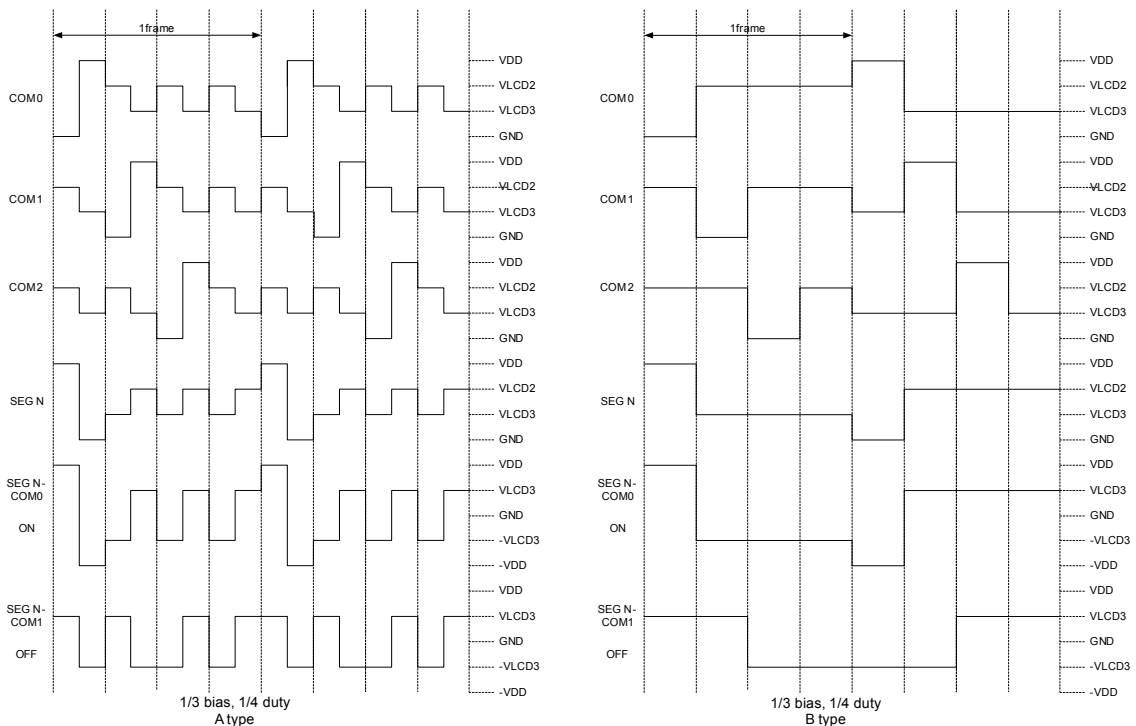 1frame
COM0
VDD
VLCD2
VLCD3
GND
COM1
VDD
VLCD2
VLCD3
GND
COM2
VDD
VLCD2
VLCD3
GND
SEG N
VDD
VLCD2
VLCD3
GND
SEG N-
COM0
ON
VDD
VLCD3
GND
-VLCD3
-VDD
SEG N-
COM1
OFF
VDD
VLCD3
GND
-VLCD3
-VDD
1/3 bias, 1/4 duty
A type
1frame
COM0
VDD
VLCD2
VLCD3
GND
COM1
VDD
VLCD2
VLCD3
GND
COM2
VDD
VLCD2
VLCD3
GND
SEG N
VDD
VLCD2
VLCD3
GND
SEG N-
COM0
ON
VDD
VLCD3
GND
-VLCD3
-VDD
SEG N-
COM1
OFF
VDD
VLCD3
GND
-VLCD3
-VDD
1/3 bias, 1/4 duty
B type